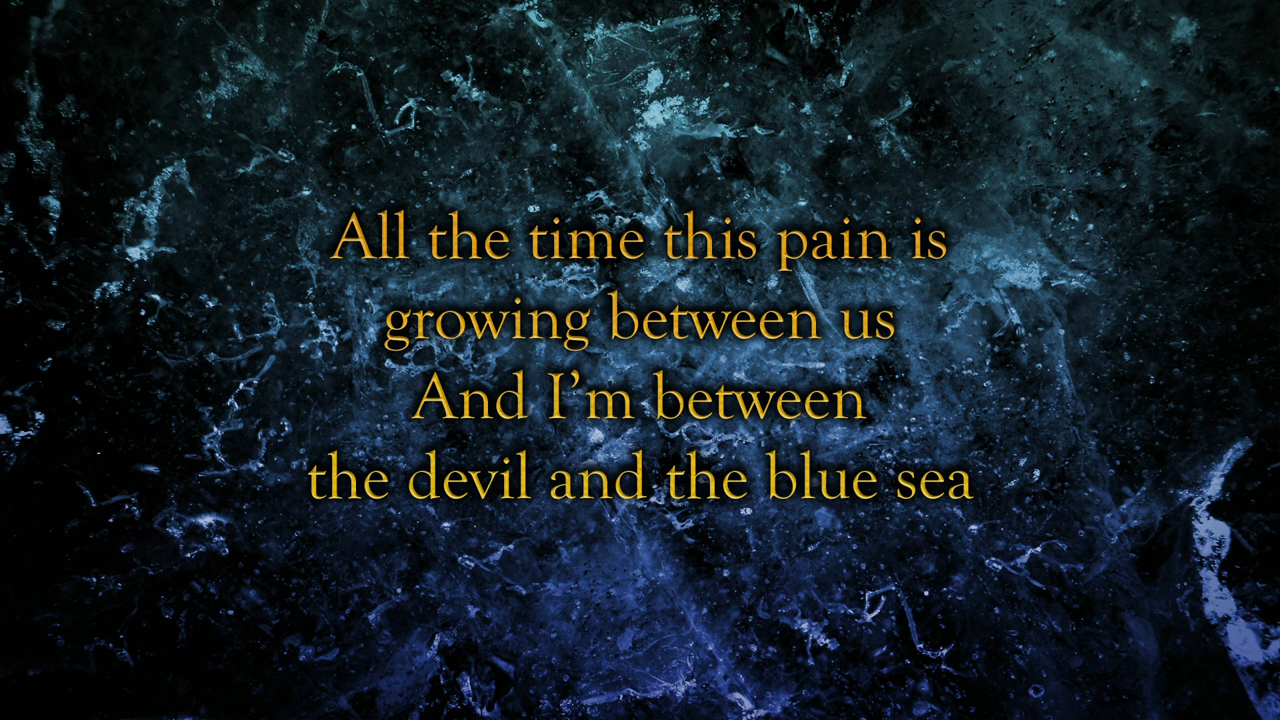 All the time this pain is
growing between us
And I’m between
the devil and the blue sea